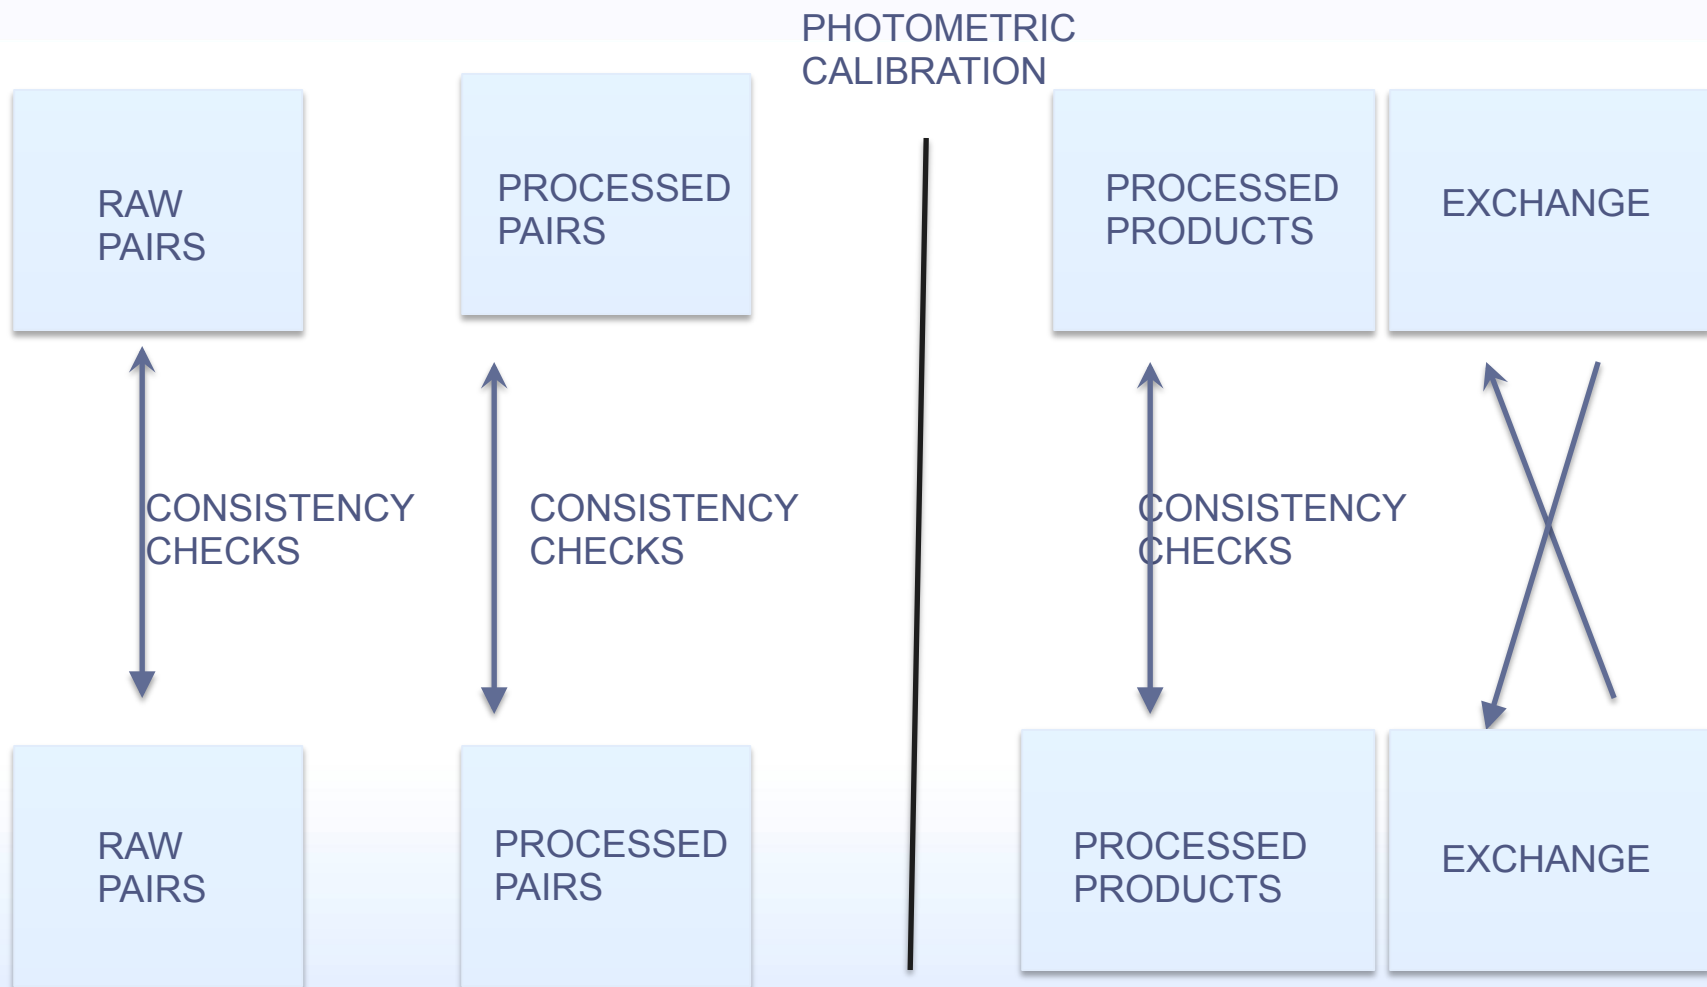 PHOTOMETRIC
CALIBRATION
RAW
PAIRS
PROCESSED
PAIRS
PROCESSED
PRODUCTS
EXCHANGE
CONSISTENCY
CHECKS
CONSISTENCY
CHECKS
CONSISTENCY
CHECKS
RAW
PAIRS
PROCESSED
PAIRS
PROCESSED
PRODUCTS
EXCHANGE